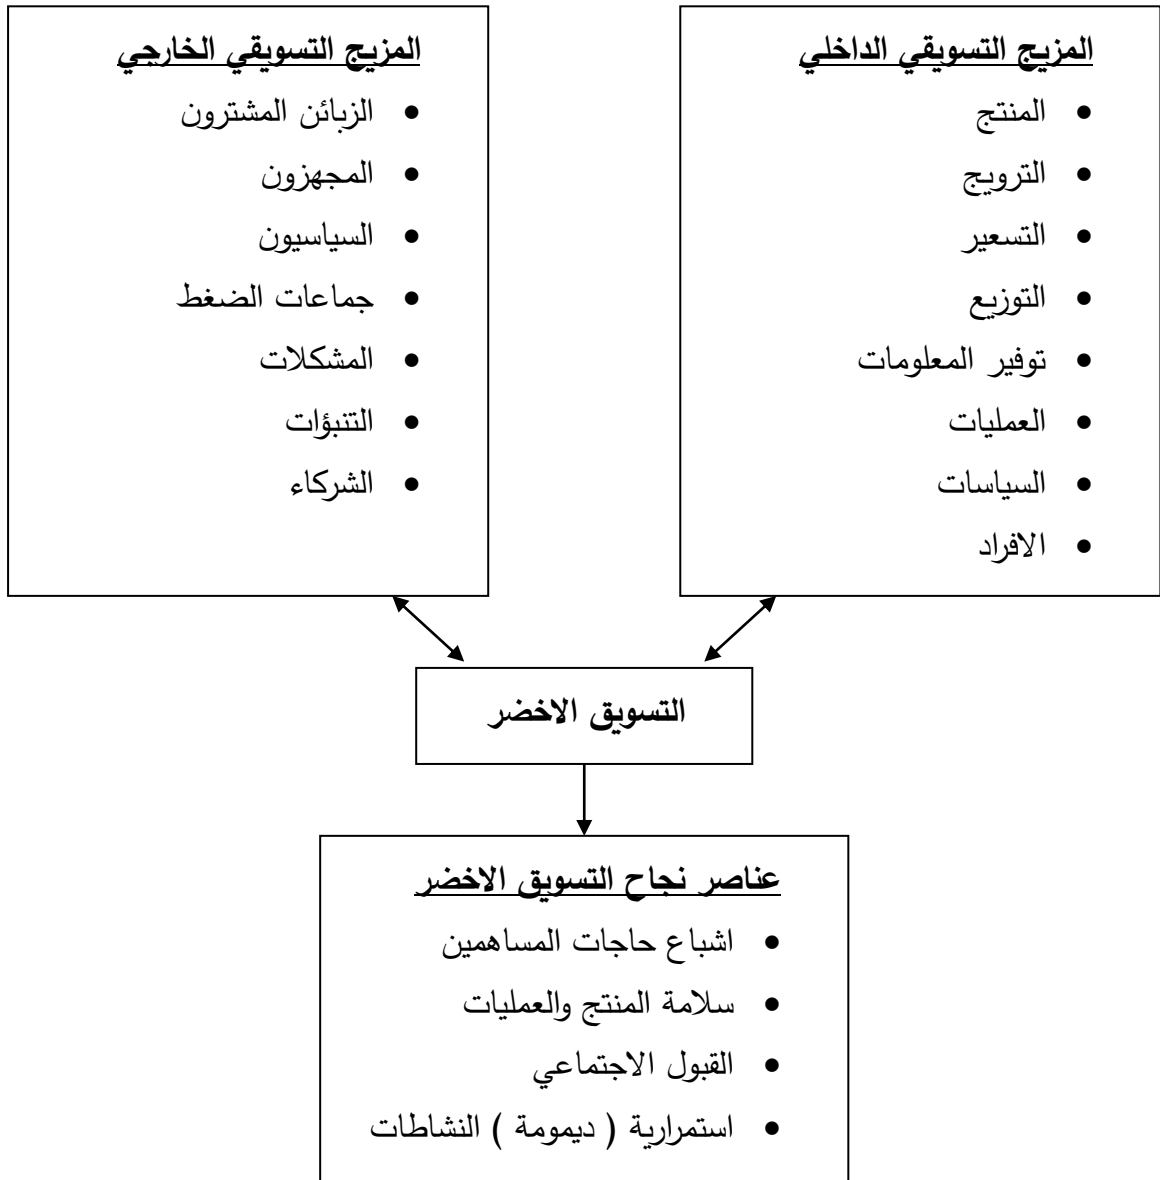 المزيج التسويقي الداخلي
• المنتج
• الترويج
• التسعير
• التوزيع
• توفير المعلومات
• العمليات
• السياسات
• الافراد
المزيج التسويقي الخارجي
• الزبائن المشترون
• المجهزون
• السياسيون
• جماعات الضغط
• المشكلات
• التنبؤات
• الشركاء
التسويق الاخضر
عناصر نجاح التسويق الاخضر
• اشباع حاجات المساهمين
• سلامة المنتج والعمليات
• القبول الاجتماعي
• استمرارية ( ديمومة ) النشاطات